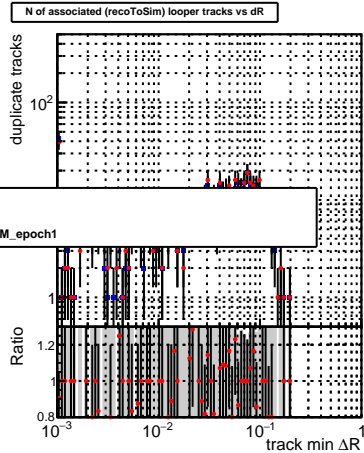 N of associated (recoToSim) looper tracks vs dR
duplicate tracks
10²
M_epoch1
1
Ratio
1.2
1
0.8
10⁻³
10⁻²
10⁻¹
1
track min ΔR